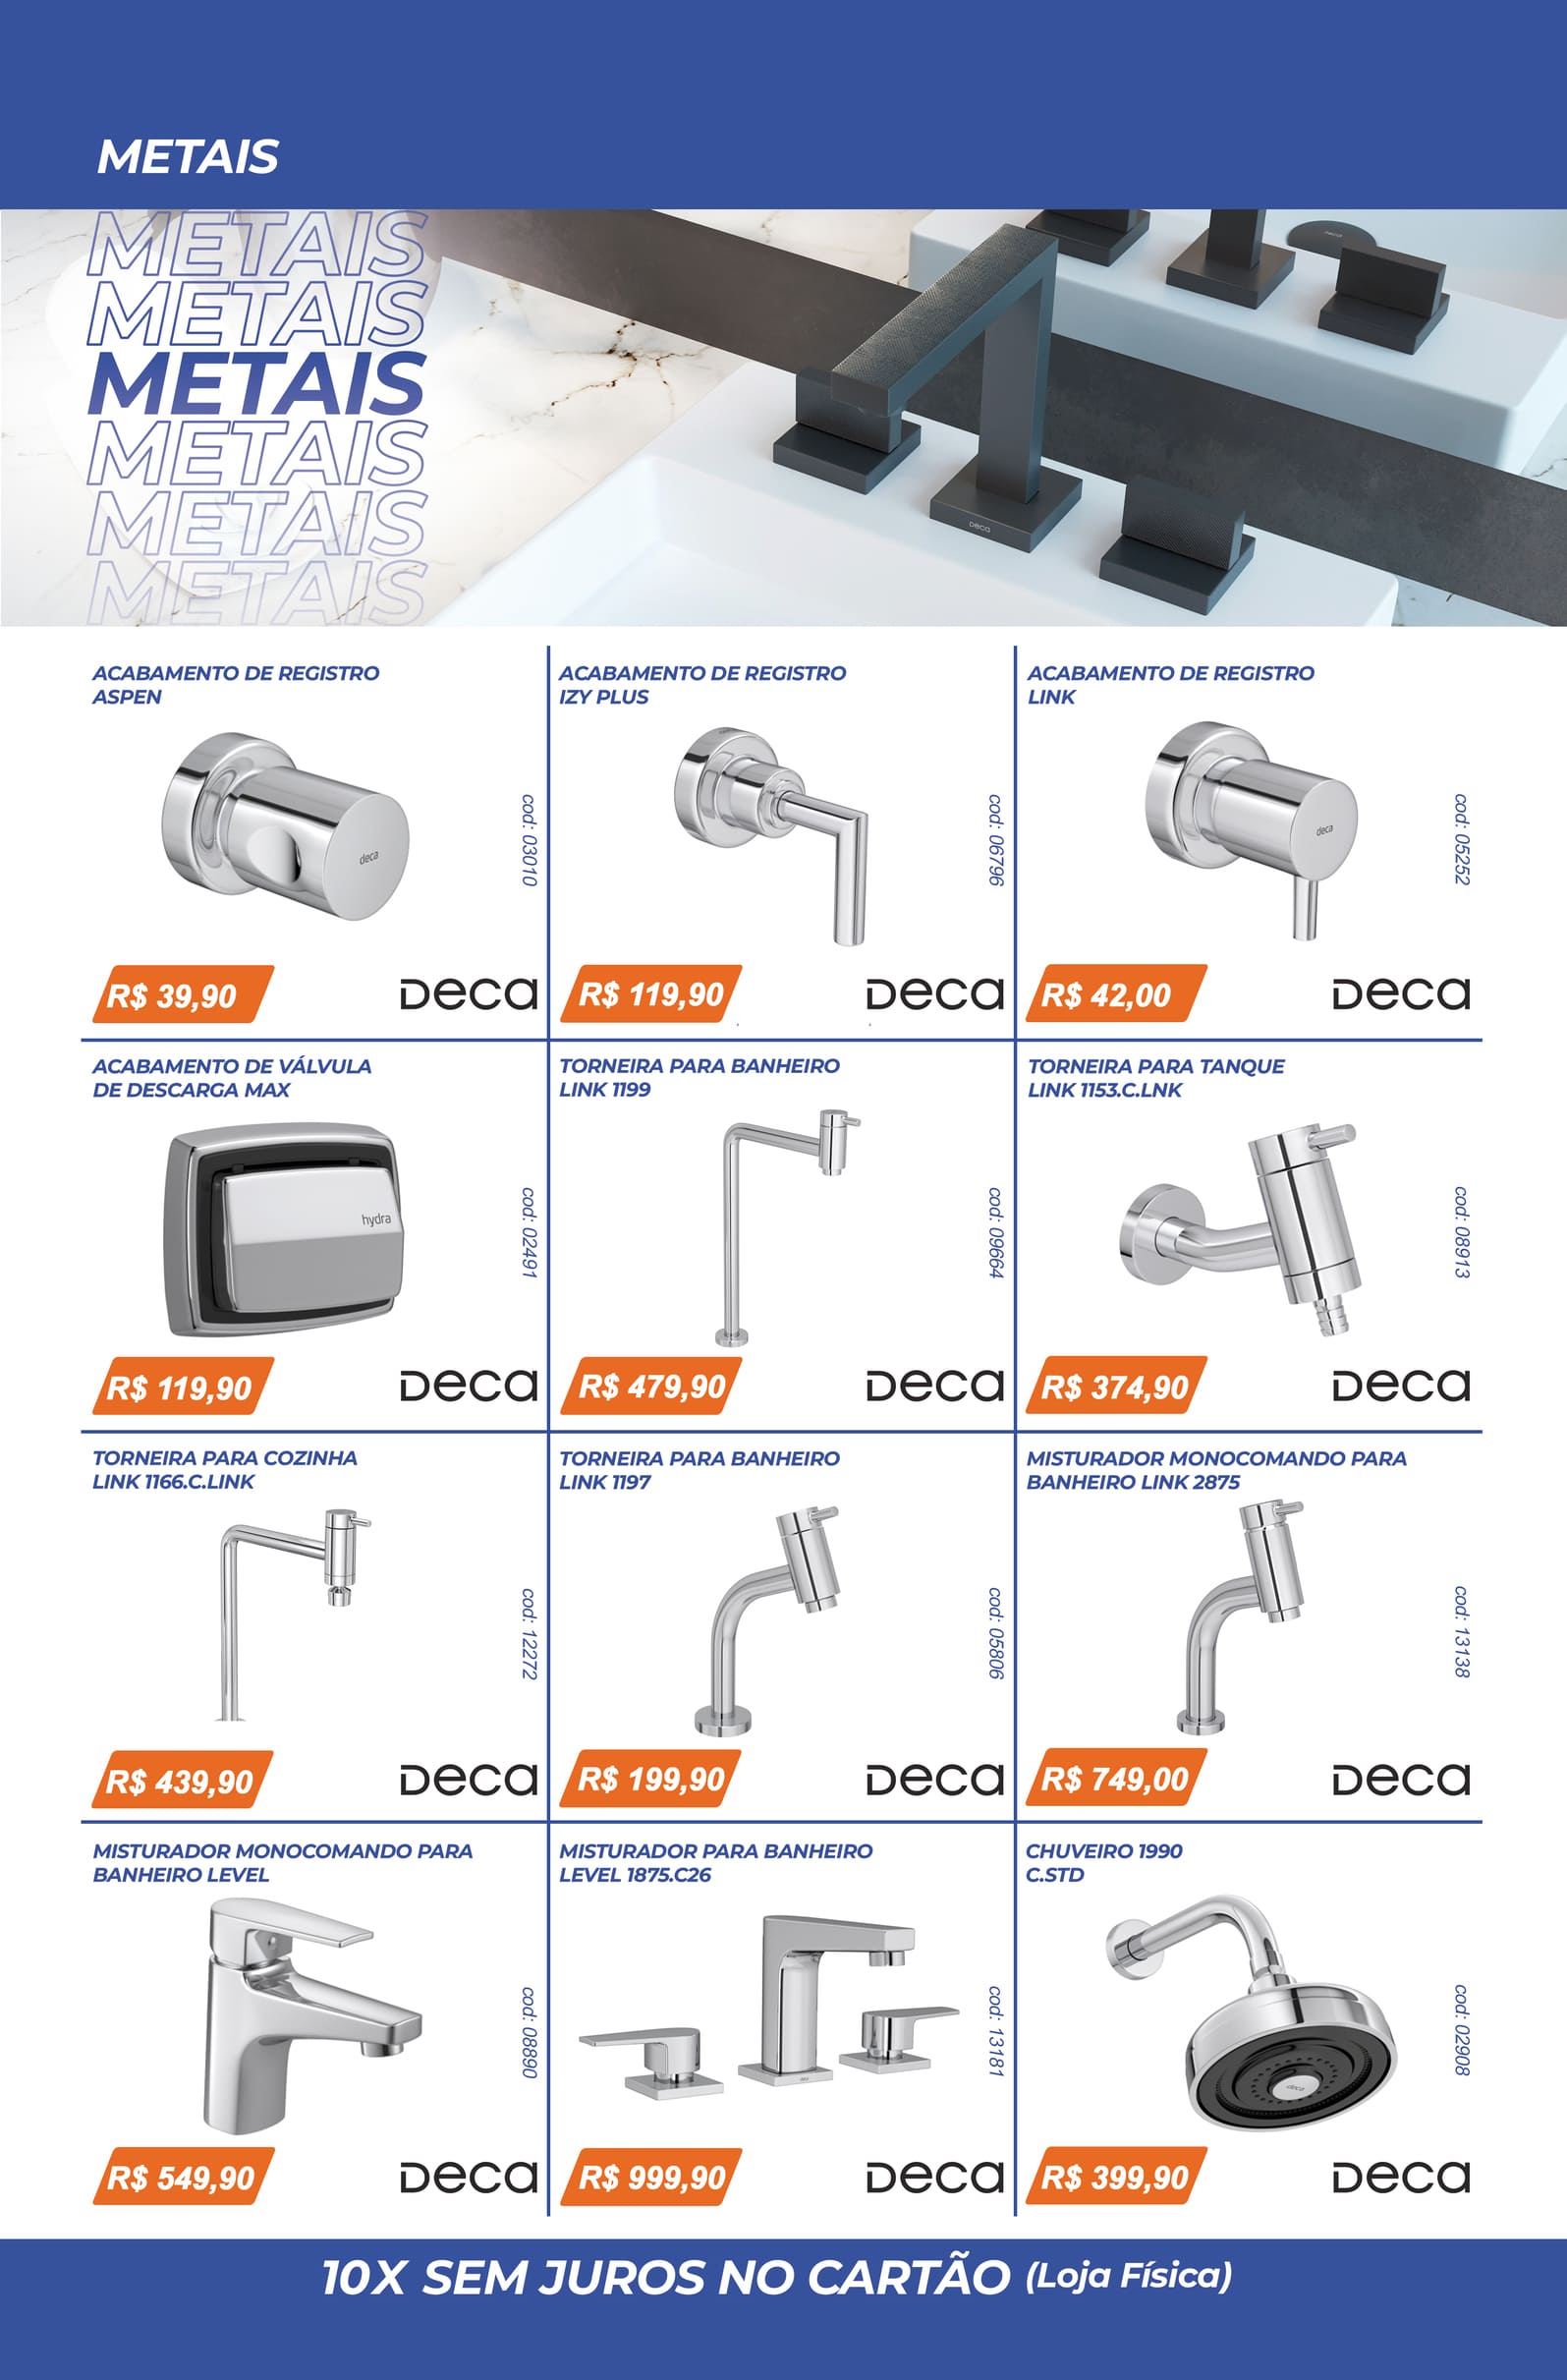 METAIS
METAIS
METAIS
METAIS
METAIS
METAIS
METAIS
deca
DECA
ACABAMENTO DE REGISTRO
ASPEN
deca
cod: 03010
R$ 39,90
Deca
ACABAMENTO DE REGISTRO
IZY PLUS
cod: 06796
R$ 119,90
Deca
ACABAMENTO DE REGISTRO
LINK
deca
cod: 05252
R$ 42,00
Deca
ACABAMENTO DE VÁLVULA
DE DESCARGA MAX
hydra
cod: 02491
R$ 119,90
Deca
TORNEIRA PARA BANHEIRO
LINK 1199
cod: 09664
R$ 479,90
Deca
TORNEIRA PARA TANQUE
LINK 1153.C.LNK
cod: 08913
R$ 374,90
Deca
TORNEIRA PARA COZINHA
LINK 1166.C.LINK
cod: 12272
R$ 439,90
Deca
TORNEIRA PARA BANHEIRO
LINK 1197
cod: 05806
R$ 199,90
Deca
MISTURADOR MONOCOMANDO PARA
BANHEIRO LINK 2875
cod: 13138
R$ 749,00
Deca
MISTURADOR MONOCOMANDO PARA
BANHEIRO LEVEL
cod: 08890
R$ 549,90
Deca
MISTURADOR PARA BANHEIRO
LEVEL 1875.C26
cod: 13181
R$ 999,90
Deca
CHUVEIRO 1990
C.STD
deca
cod: 02908
R$ 399,90
Deca
10X SEM JUROS NO CARTÃO (Loja Física)